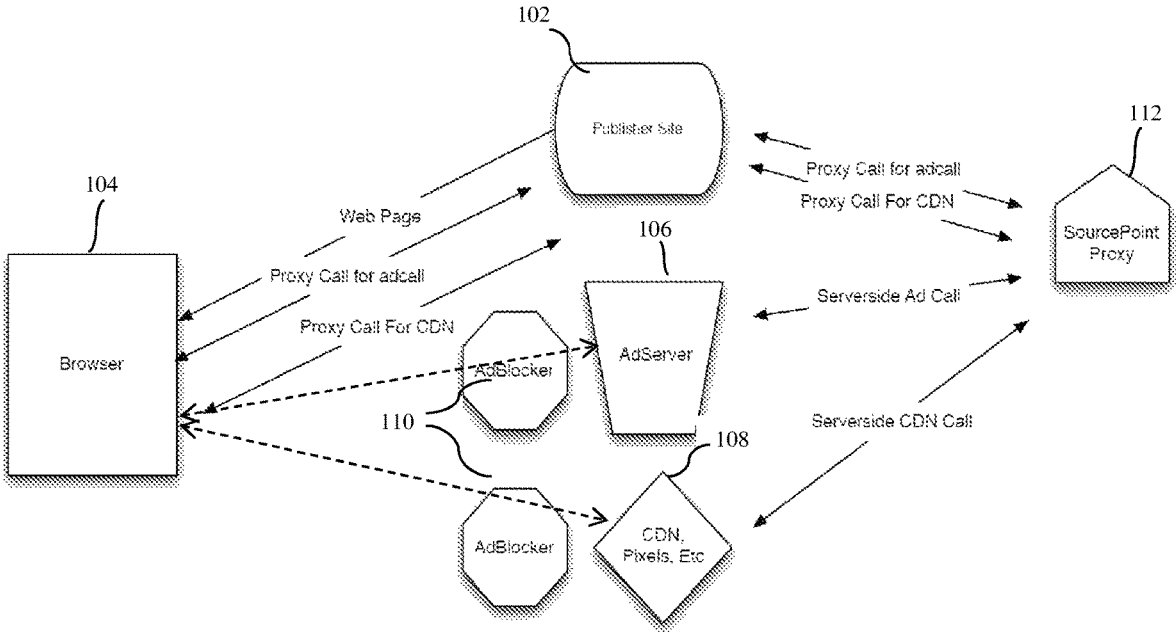 102
Publisher Site
112
Proxy Call for adcall
Proxy Call For CDN
SourcePoint
Proxy
104
Web Page
106
Proxy Call for adcall
Serverside Ad Call
Proxy Call For CDN
Browser
AdBlocker
AdServer
110
Serverside CDN Call
108
AdBlocker
CDN,
Pixels, Etc